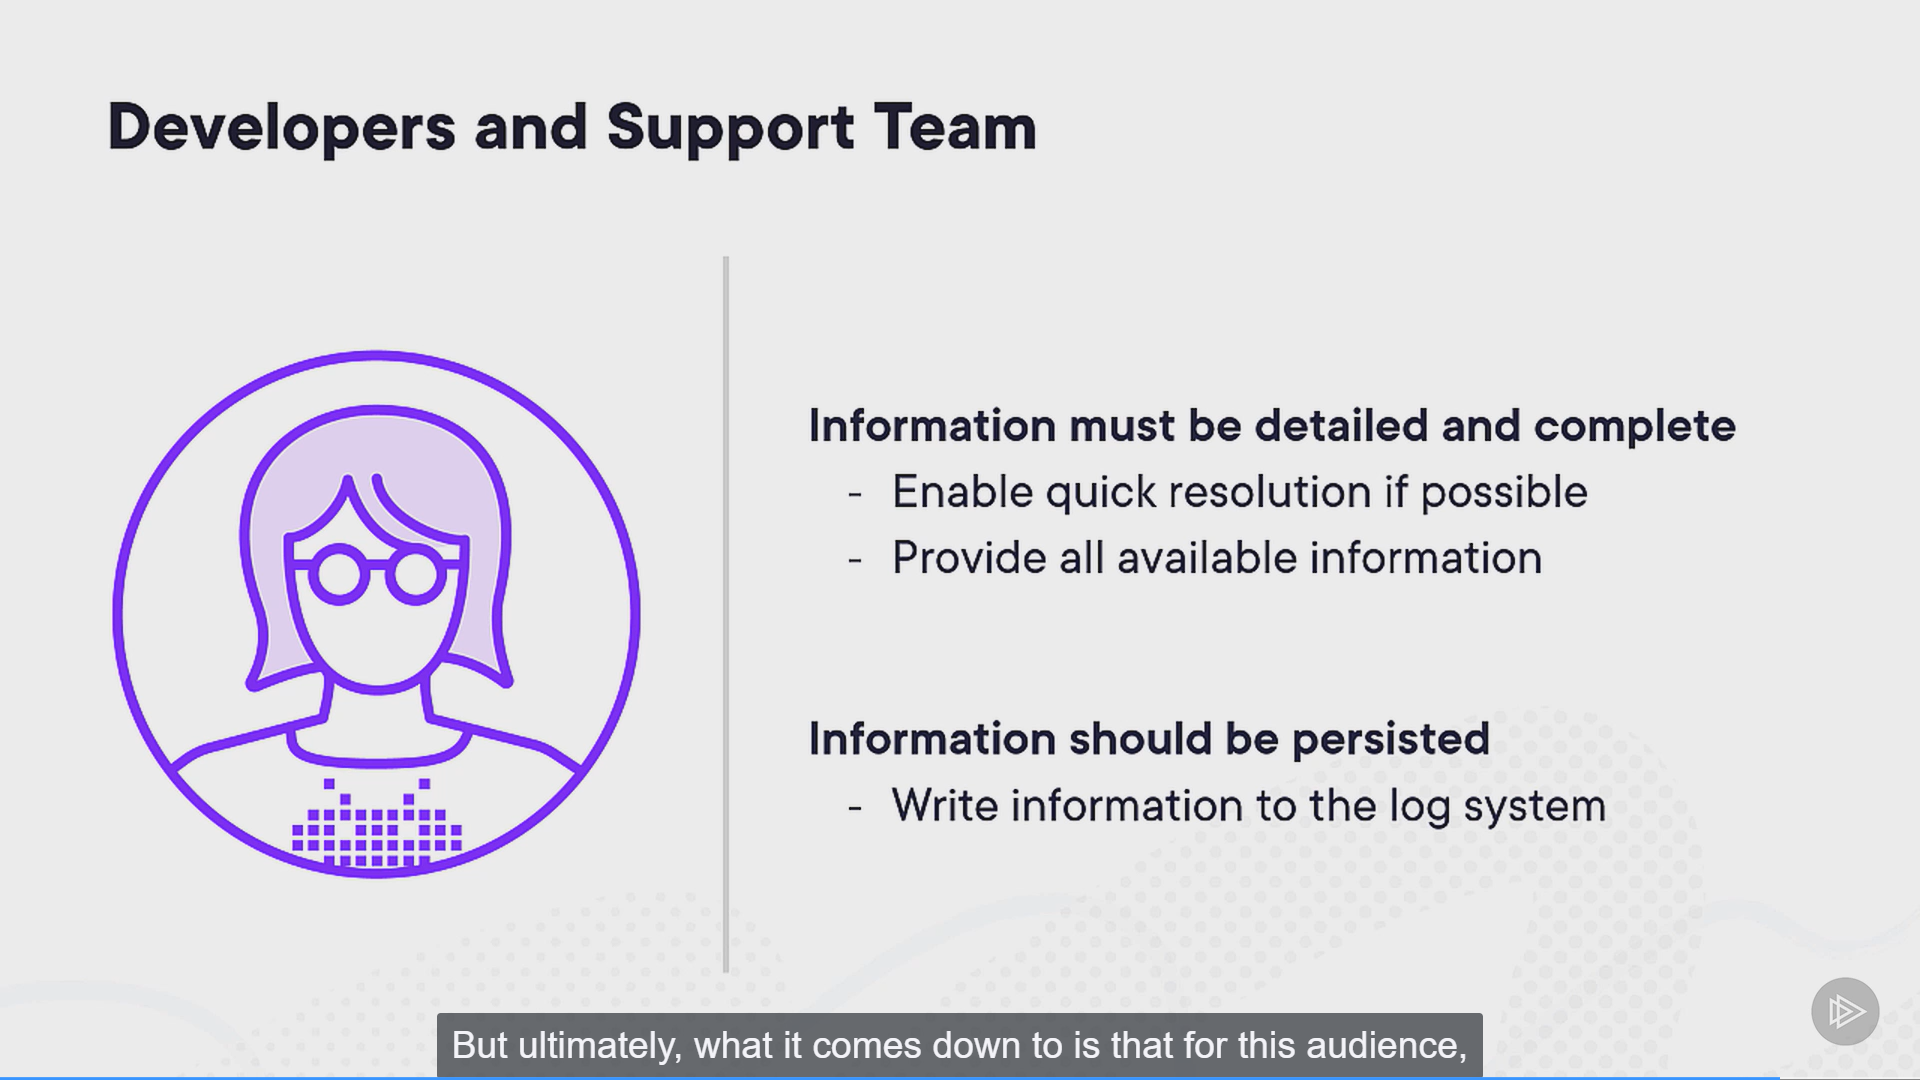 Developers and Support Team
Information must be detailed and complete
- Enable quick resolution if possible
- Provide all available information
Information should be persisted
- Write information to the log system
But ultimately, what it comes down to is that for this audience,